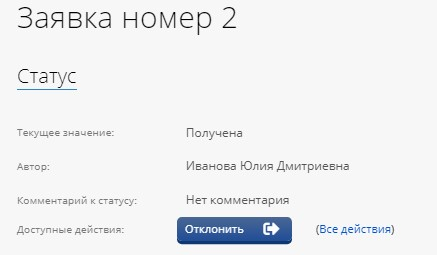 Заявка номер 2
Статус
Текущее значение: Получена
Автор: Иванова Юлия Дмитриевна
Комментарий к статусу: Нет комментария
Доступные действия: Отклонить (Все действия)